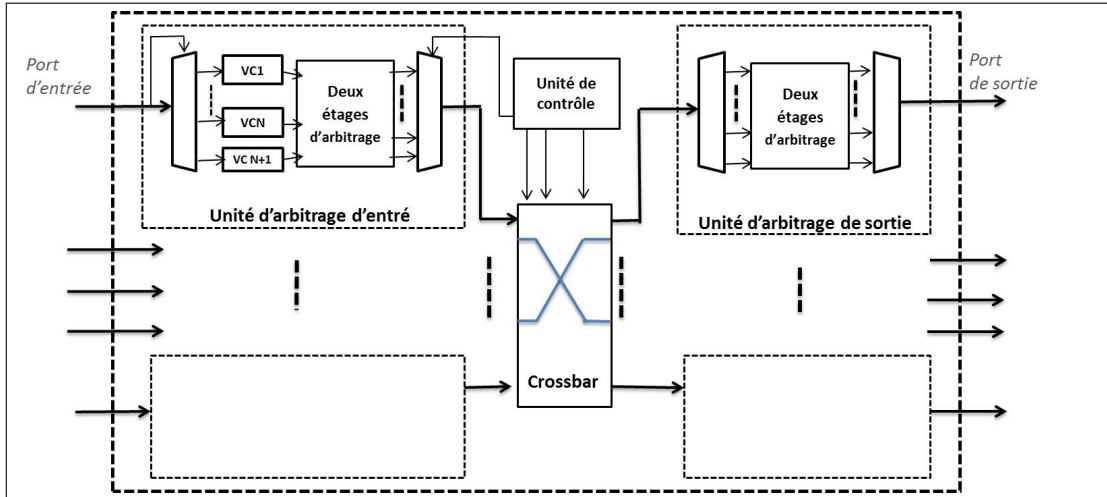 Port
d'entrée
VC1
VCN
VC N+1
Deux
étages
d'arbitrage
Unité d'arbitrage d'entré
Unité de
contrôle
Crossbar
Deux
étages
d'arbitrage
Unité d'arbitrage de sortie
Port
de sortie